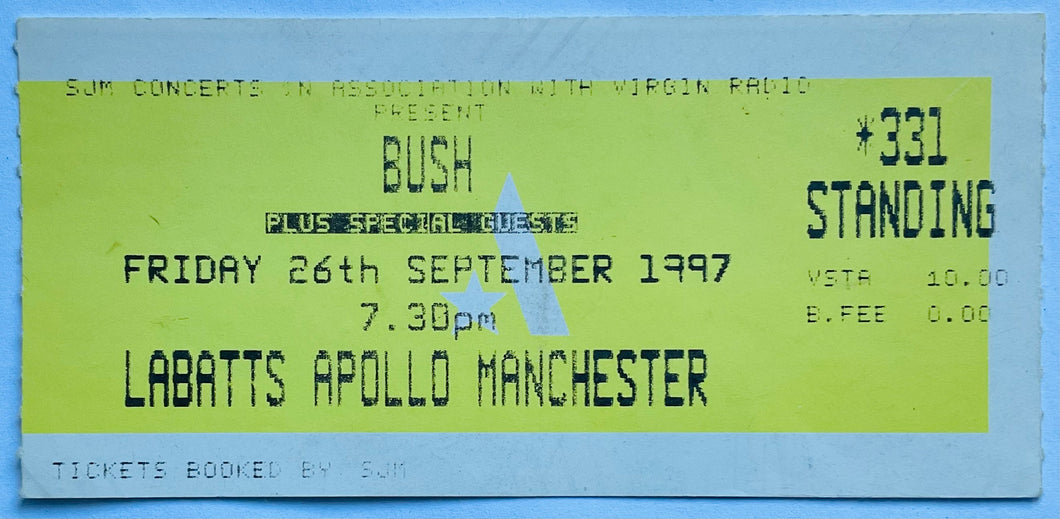 SJM CONCERTS IN ASSOCIATION WITH VIRGIN RADIO
PRESENT
BUSH
PLUS SPECIAL GUESTS
FRIDAY 26th SEPTEMBER 1997
7.30pm
LABATTS APOLLO MANCHESTER
*331
STANDING
VSTA 10.00
B.FEE 0.00
TICKETS BOOKED BY SJM